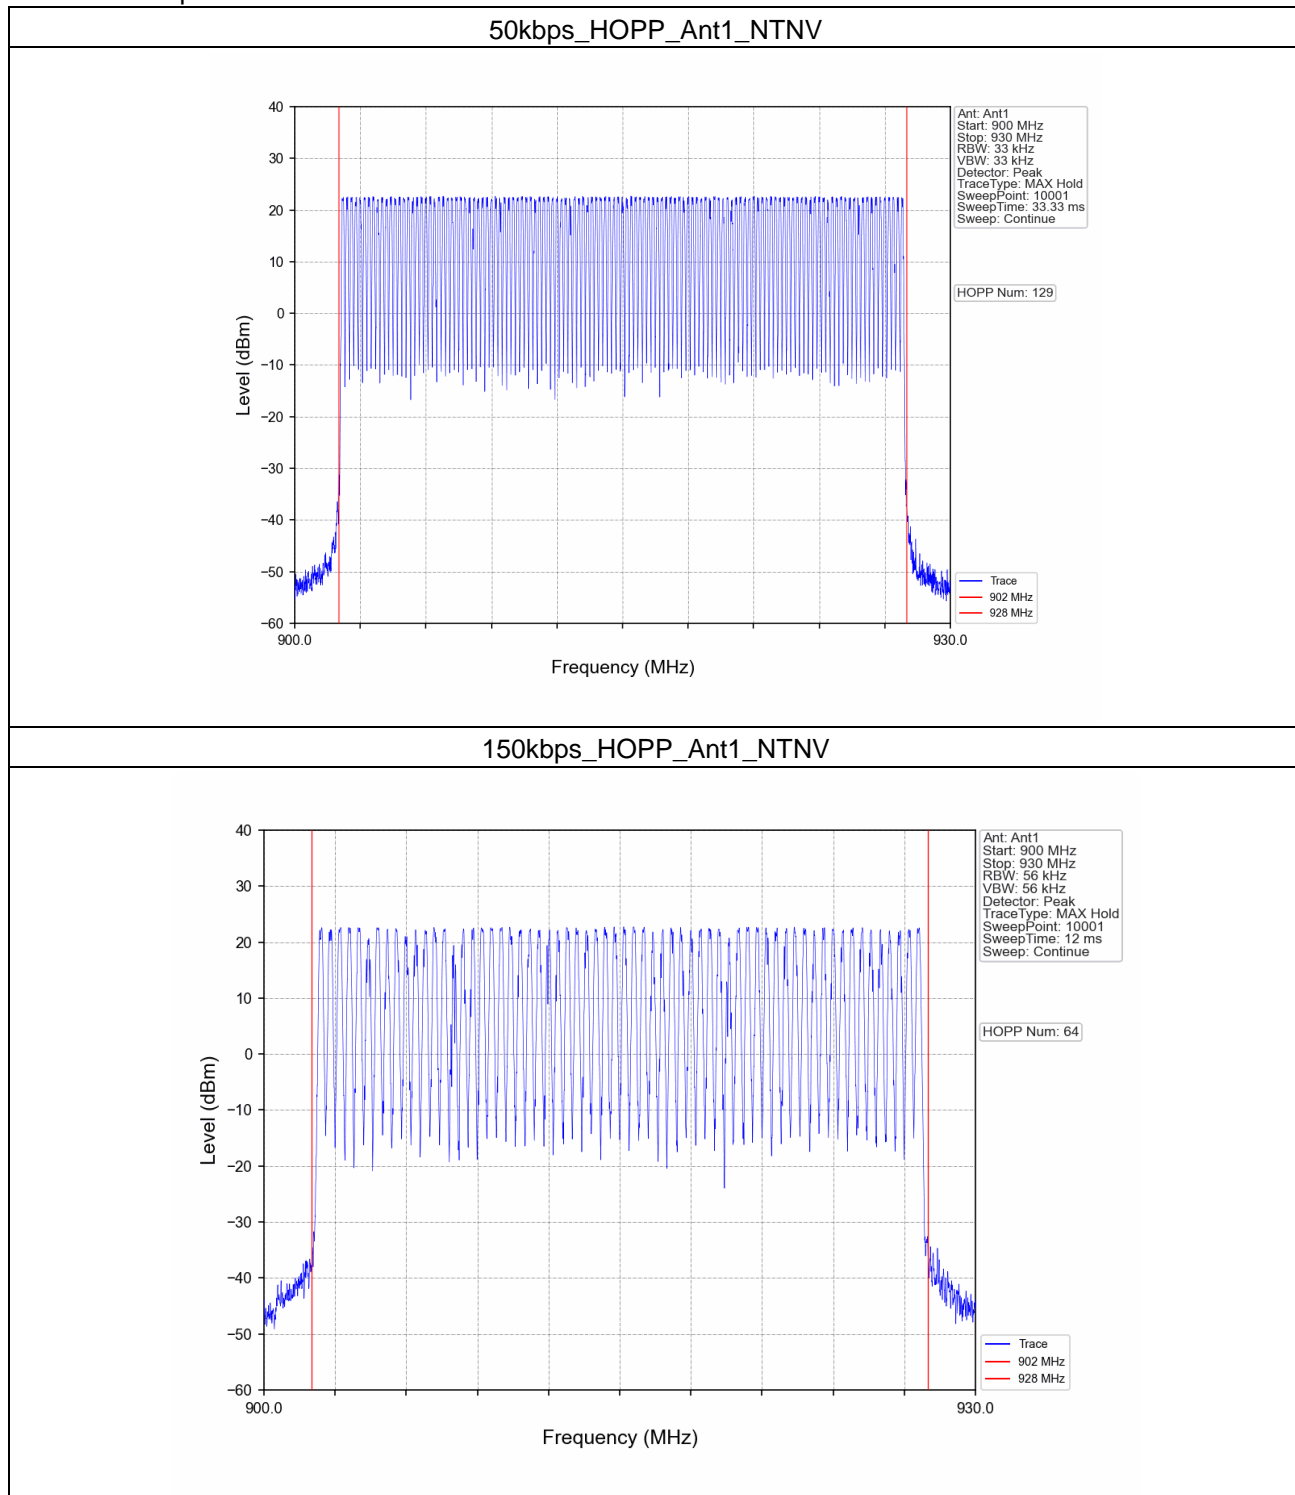 50kbps_HOPP_Ant1_NTNV
40
30
20
10
0
−10
−20
−30
−40
−50
−60
Level (dBm)
900.0
930.0
Frequency (MHz)
Ant: Ant1
Start: 900 MHz
Stop: 930 MHz
RBW: 33 kHz
VBW: 33 kHz
Detector: Peak
TraceType: MAX Hold
SweepPoint: 10001
SweepTime: 33.33 ms
Sweep: Continue
HOPP Num: 129
Trace
902 MHz
928 MHz
150kbps_HOPP_Ant1_NTNV
40
30
20
10
0
−10
−20
−30
−40
−50
−60
Level (dBm)
900.0
930.0
Frequency (MHz)
Ant: Ant1
Start: 900 MHz
Stop: 930 MHz
RBW: 56 kHz
VBW: 56 kHz
Detector: Peak
TraceType: MAX Hold
SweepPoint: 10001
SweepTime: 12 ms
Sweep: Continue
HOPP Num: 64
Trace
902 MHz
928 MHz